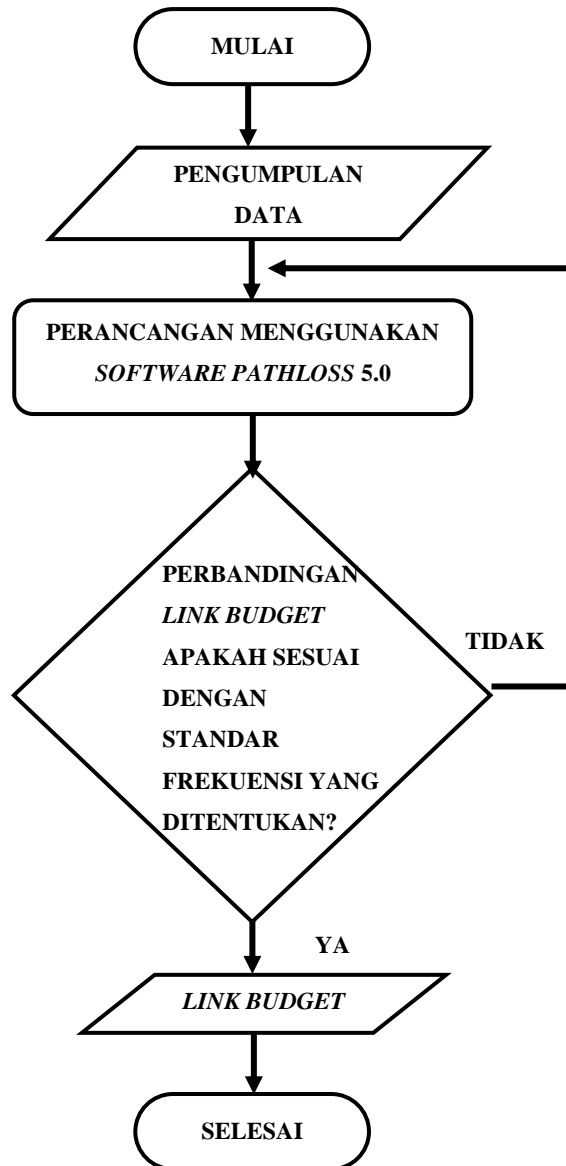 MULAI
PENGUMPULAN
DATA
PERANCANGAN MENGGUNAKAN
SOFTWARE PATHLOSS 5.0
PERBANDINGAN
LINK BUDGET
APAKAH SESUAI
DENGAN
STANDAR
FREKUENSI YANG
DITENTUKAN?
TIDAK
YA
LINK BUDGET
SELESAI